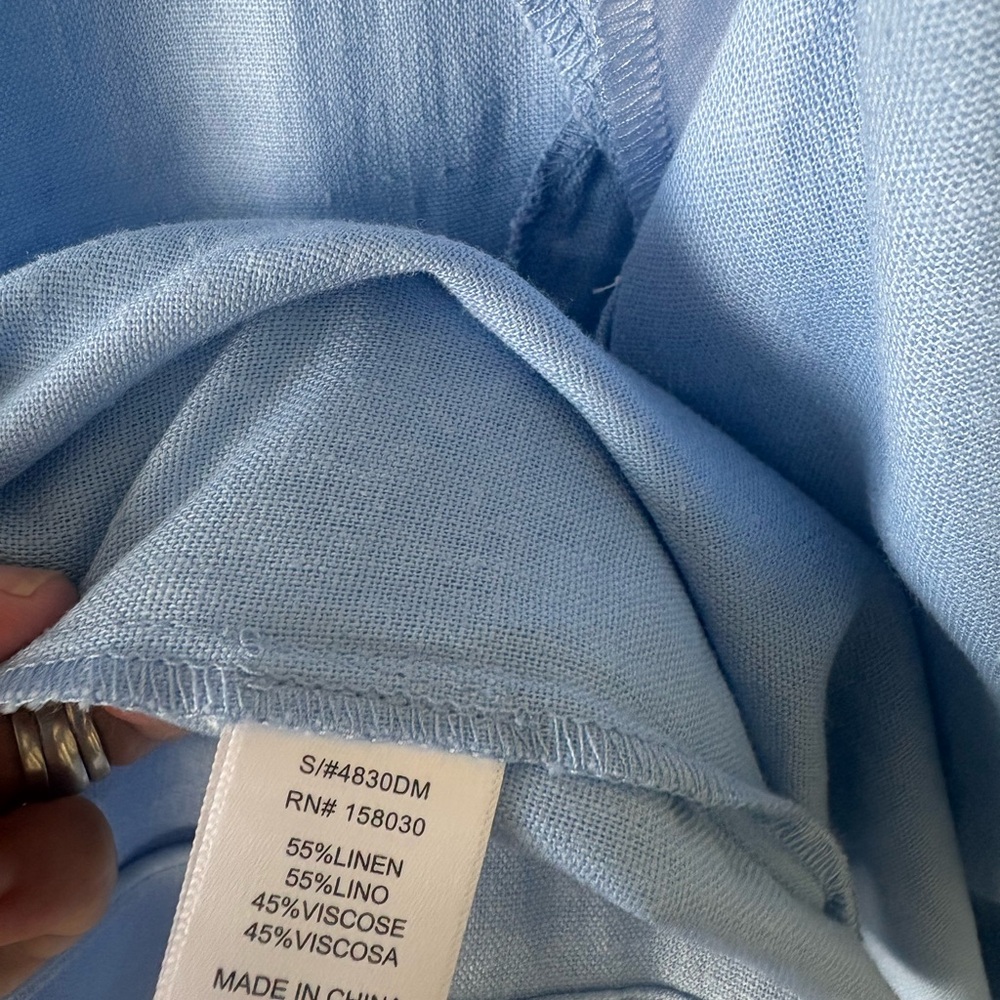 S/#4830DM
RN# 158030
55%LINEN
55%LINO
45%VISCOSE
45%VISCOSA
MADE IN CHINA